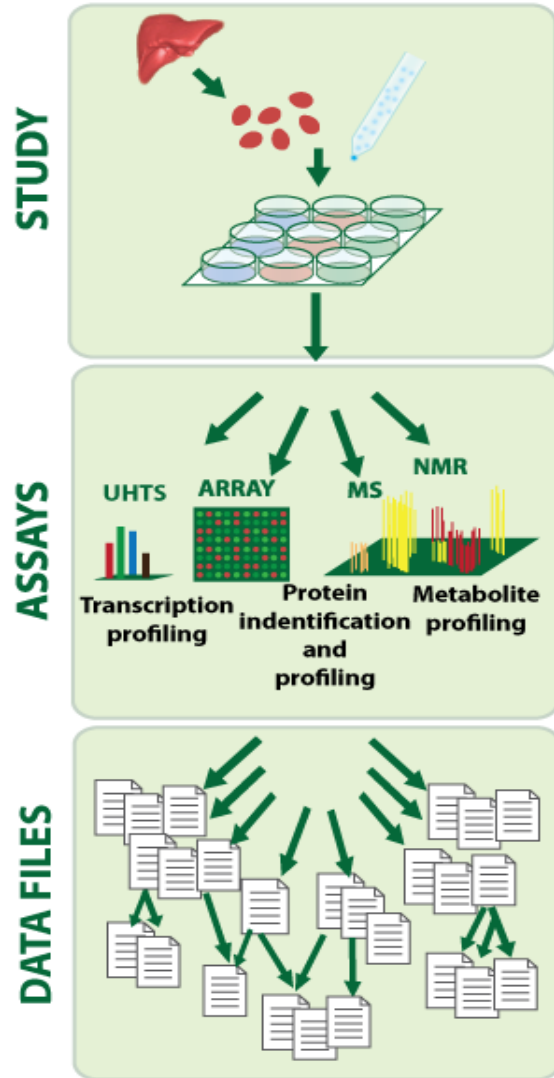 STUDY
ASSAYS
UHTS
ARRAY
MS
NMR
Transcription
profiling
Protein
indentification
and
profiling
Metabolite
profiling
DATA FILES